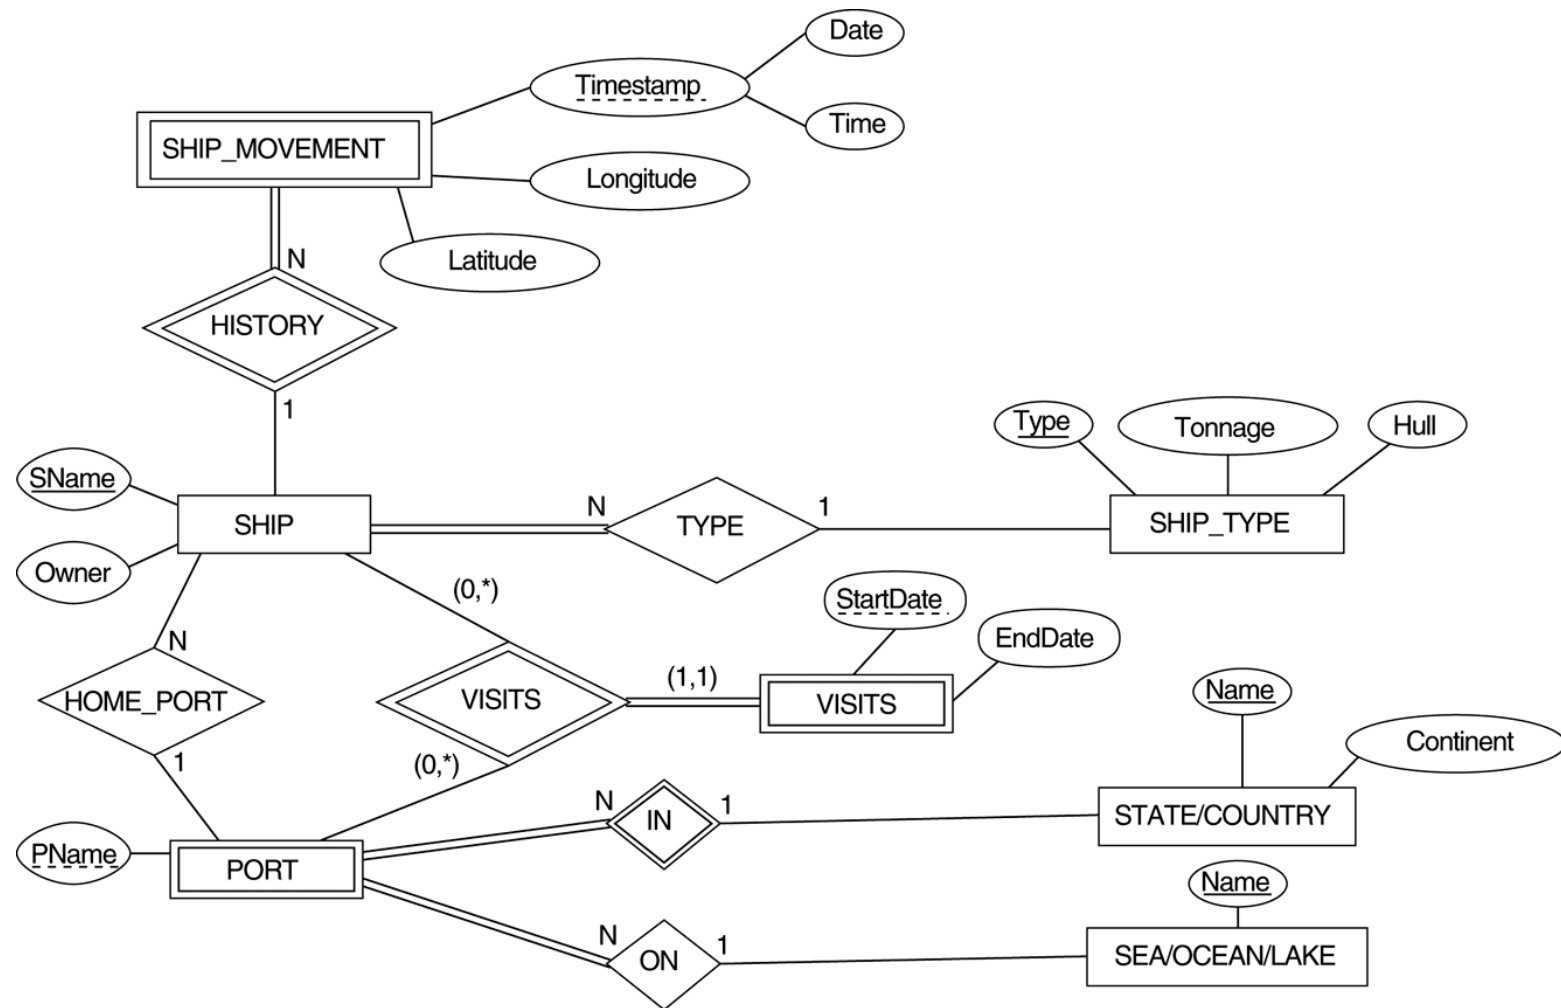 Date
Timestamp
Time
SHIP_MOVEMENT
Longitude
Latitude
N
HISTORY
1
Type
Tonnage
Hull
SName
SHIP
N
TYPE
1
SHIP_TYPE
Owner
(0,*)
StartDate
EndDate
N
HOME_PORT
VISITS
(1,1)
VISITS
Name
Continent
1
(0,*)
N
IN
1
STATE/COUNTRY
PName
PORT
Name
N
ON
1
SEA/OCEAN/LAKE